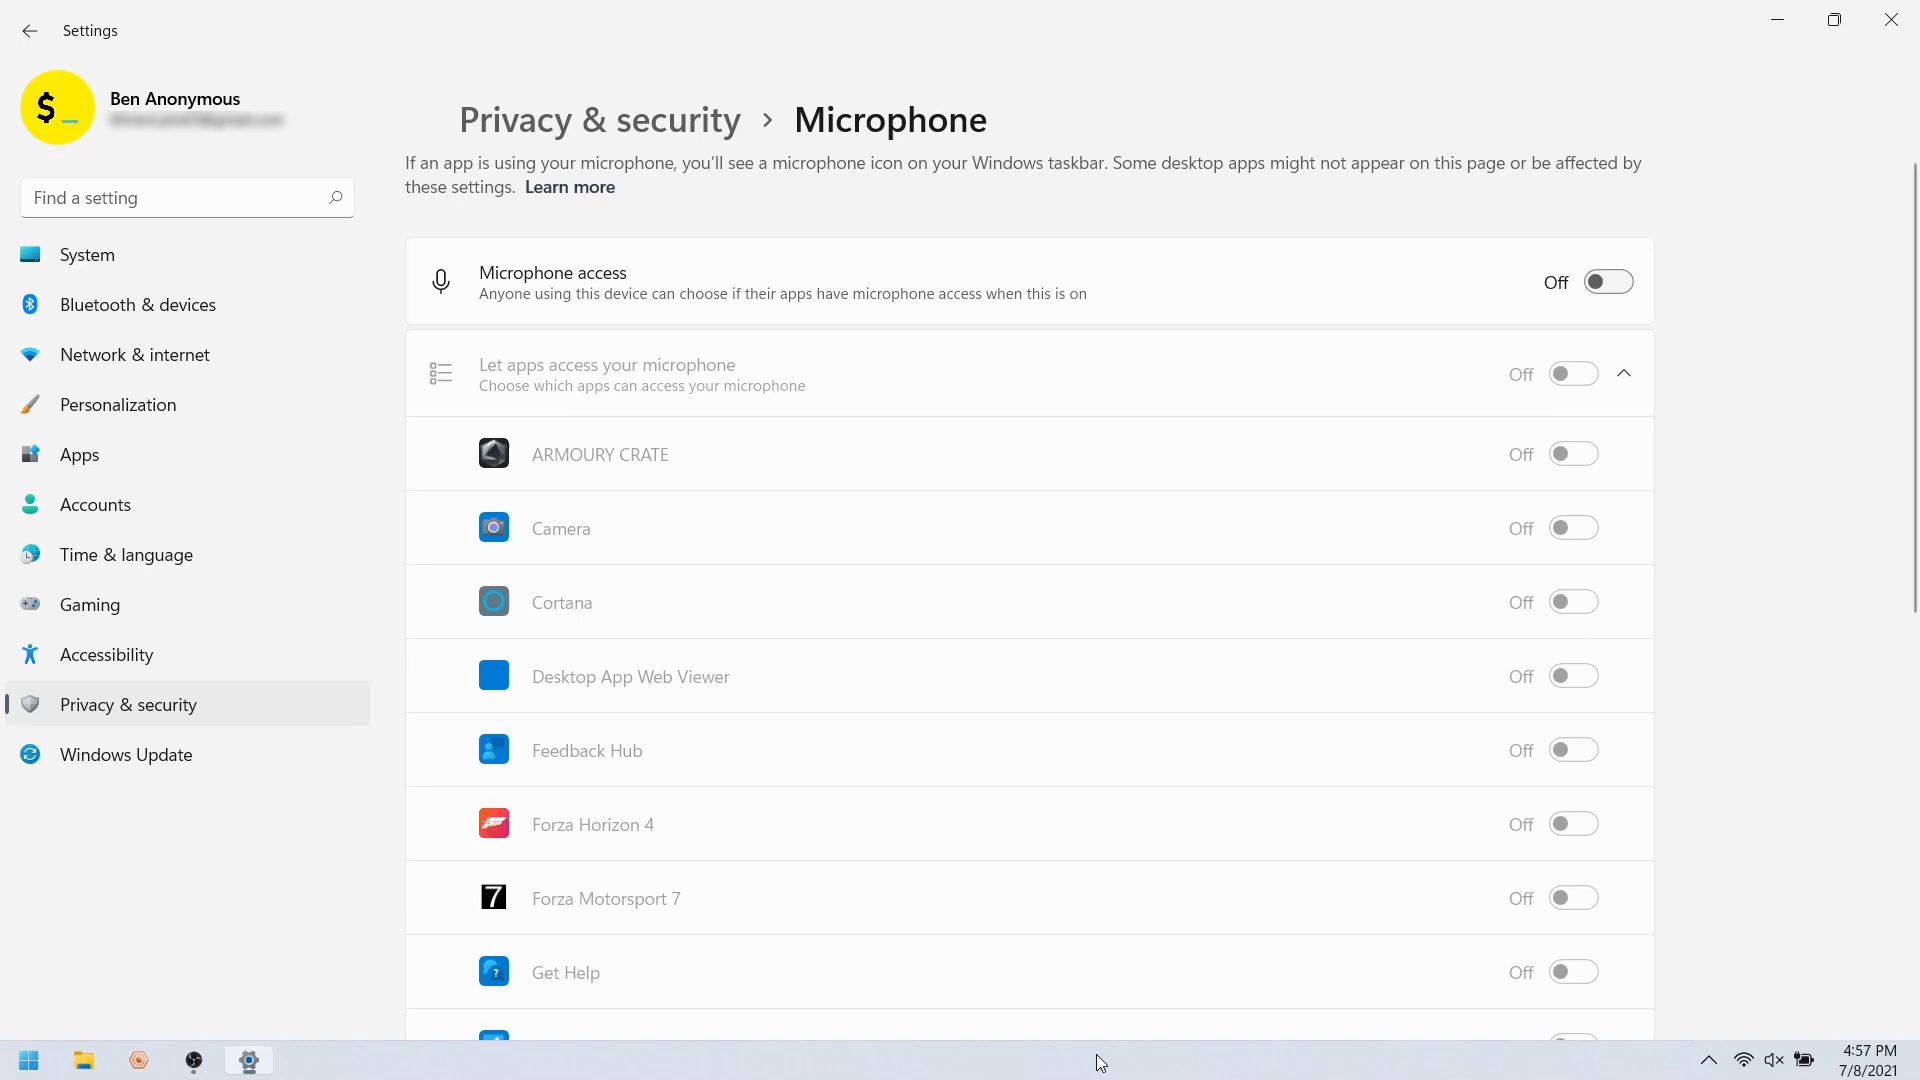 Settings
Ben Anonymous
Find a setting
System
Bluetooth & devices
Network & internet
Personalization
Apps
Accounts
Time & language
Gaming
Accessibility
Privacy & security
Windows Update
Privacy & security > Microphone
If an app is using your microphone, you'll see a microphone icon on your Windows taskbar. Some desktop apps might not appear on this page or be affected by
these settings. Learn more
Microphone access
Anyone using this device can choose if their apps have microphone access when this is on
Off
Let apps access your microphone
Choose which apps can access your microphone
Off
ARMOURY CRATE Off
Camera Off
Cortana Off
Desktop App Web Viewer Off
Feedback Hub Off
Forza Horizon 4 Off
7 Forza Motorsport 7 Off
Get Help Off
4:57 PM
7/8/2021